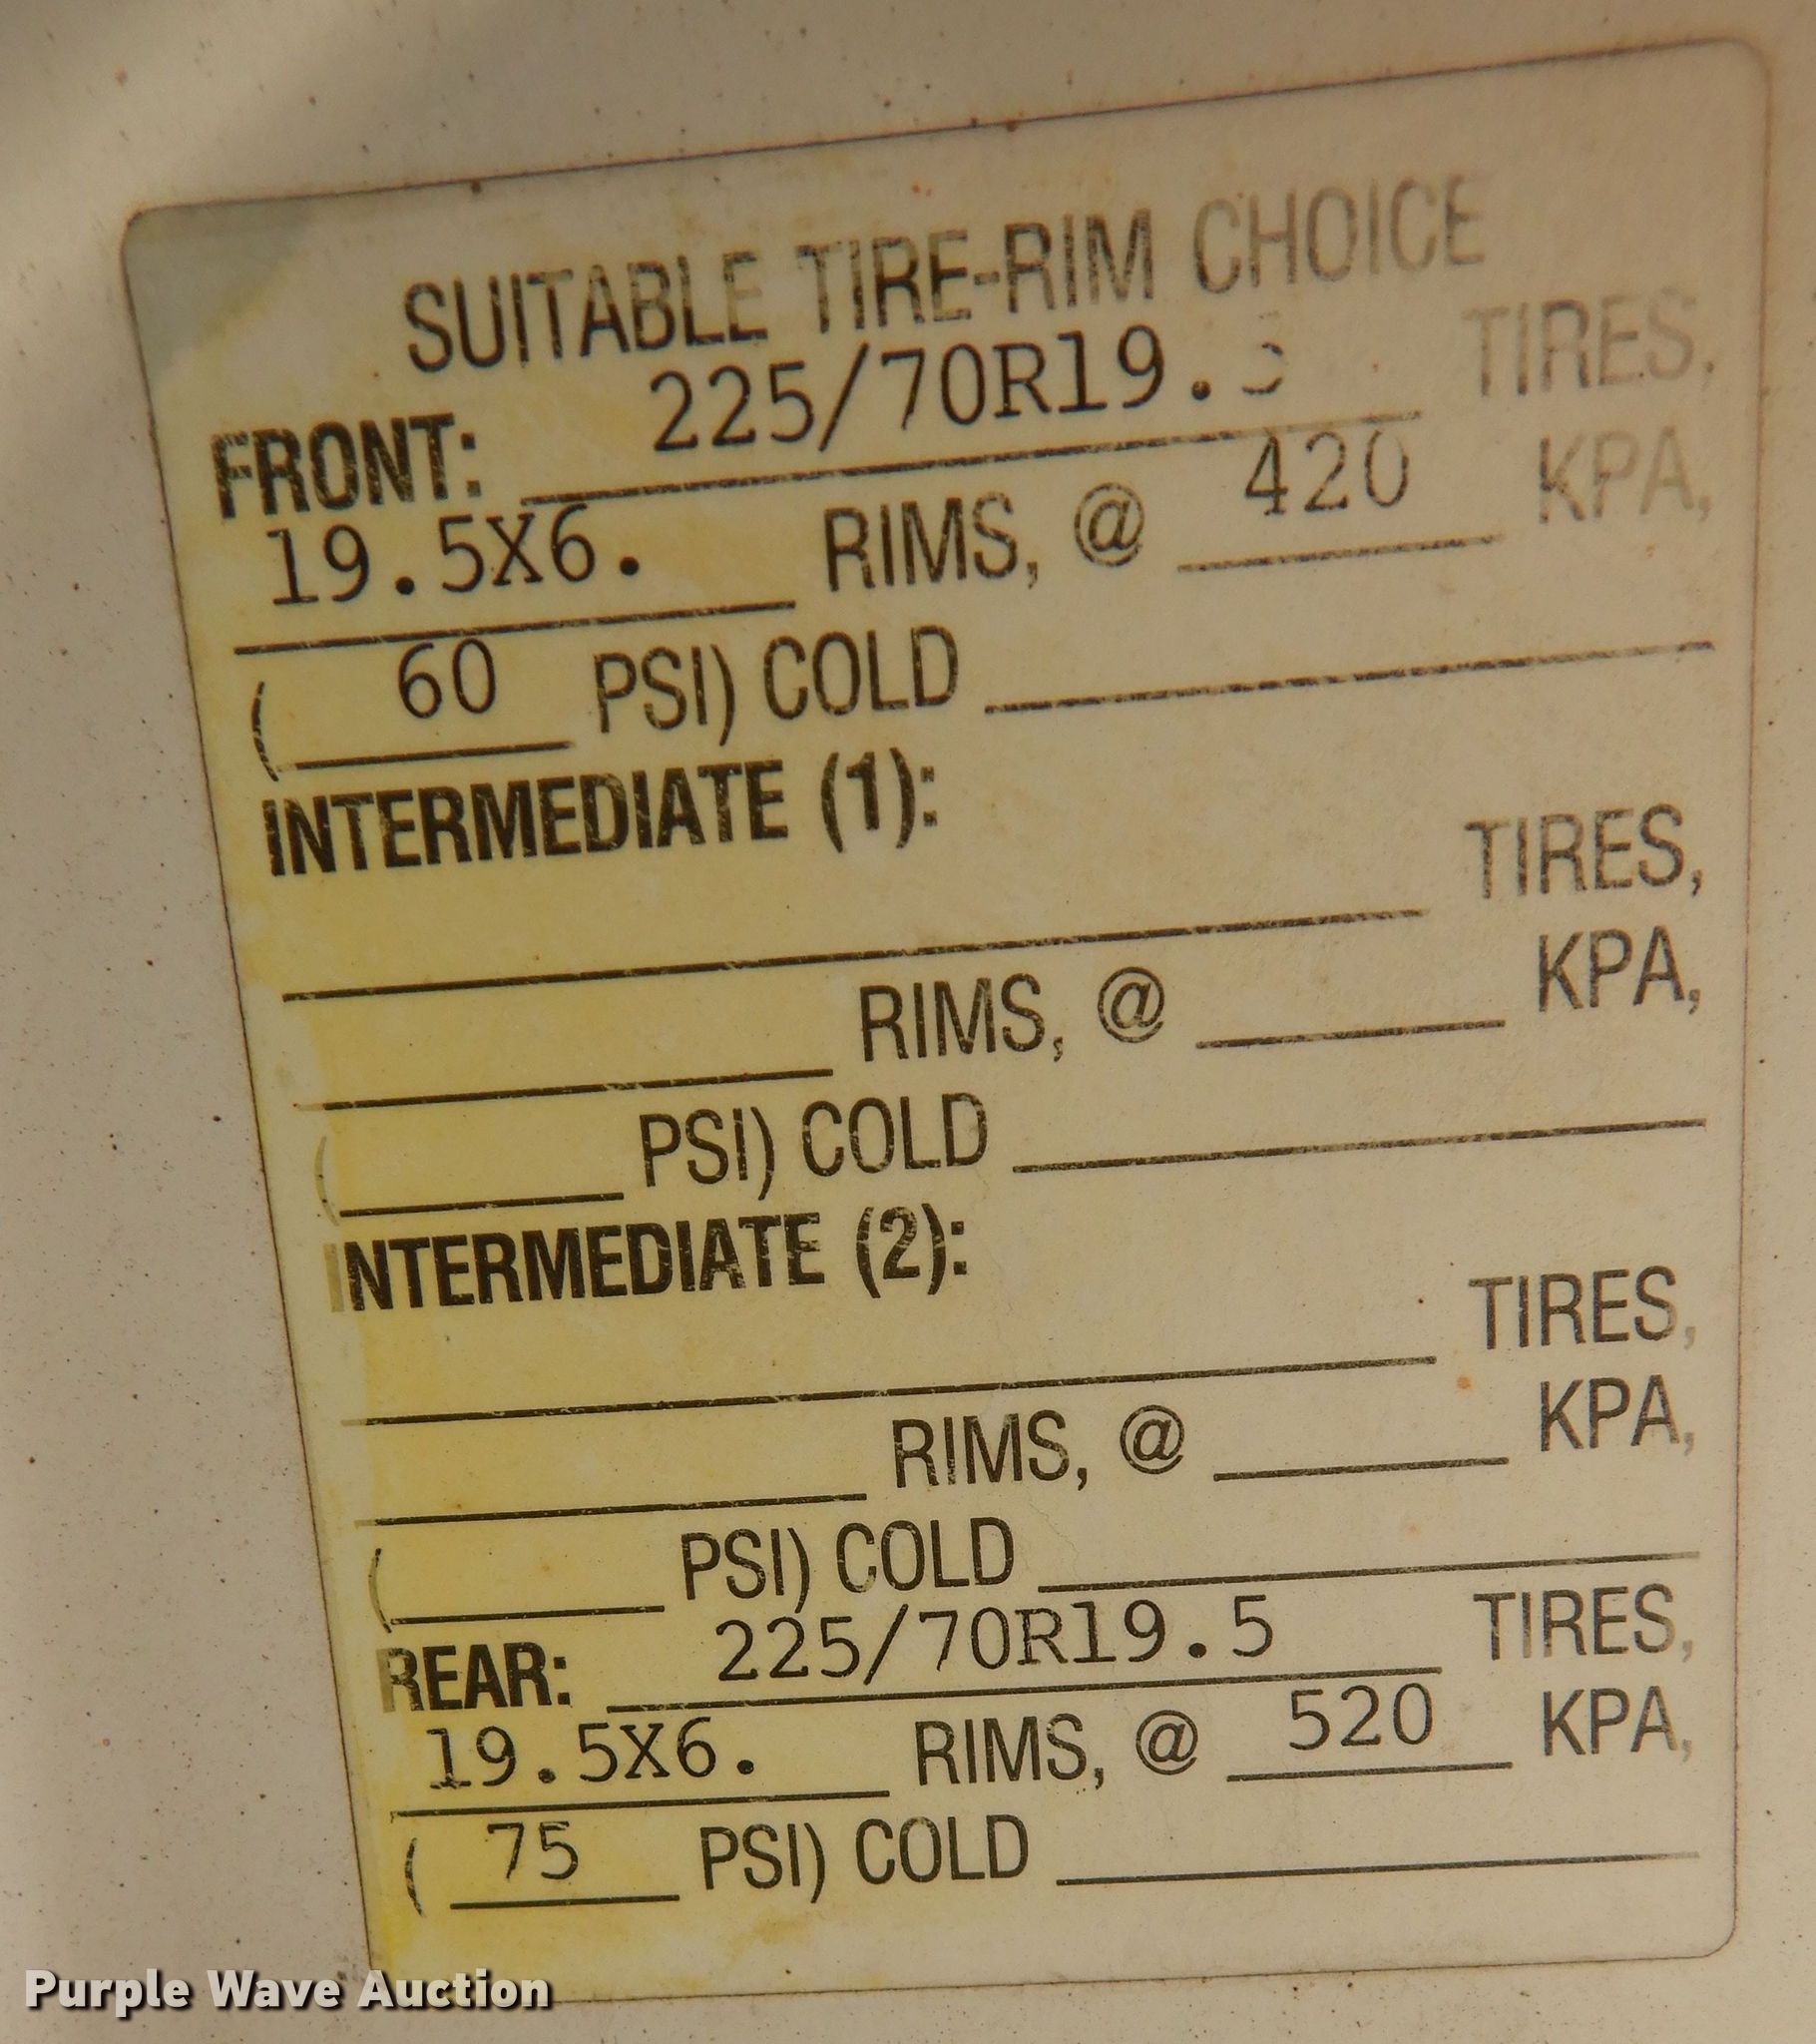 SUITABLE TIRE-RIM CHOICE
FRONT: 225/70R19. TIRES,
19.5X6. RIMS, @ 420 KPA,
( 60 PSI) COLD
INTERMEDIATE (1):
TIRES,
RIMS, @ KPA,
( PSI) COLD
INTERMEDIATE (2):
TIRES,
RIMS, @ KPA,
( PSI) COLD
REAR: 225/70R19.5 TIRES,
19.5X6. RIMS, @ 520 KPA,
( 75 PSI) COLD
Purple Wave Auction